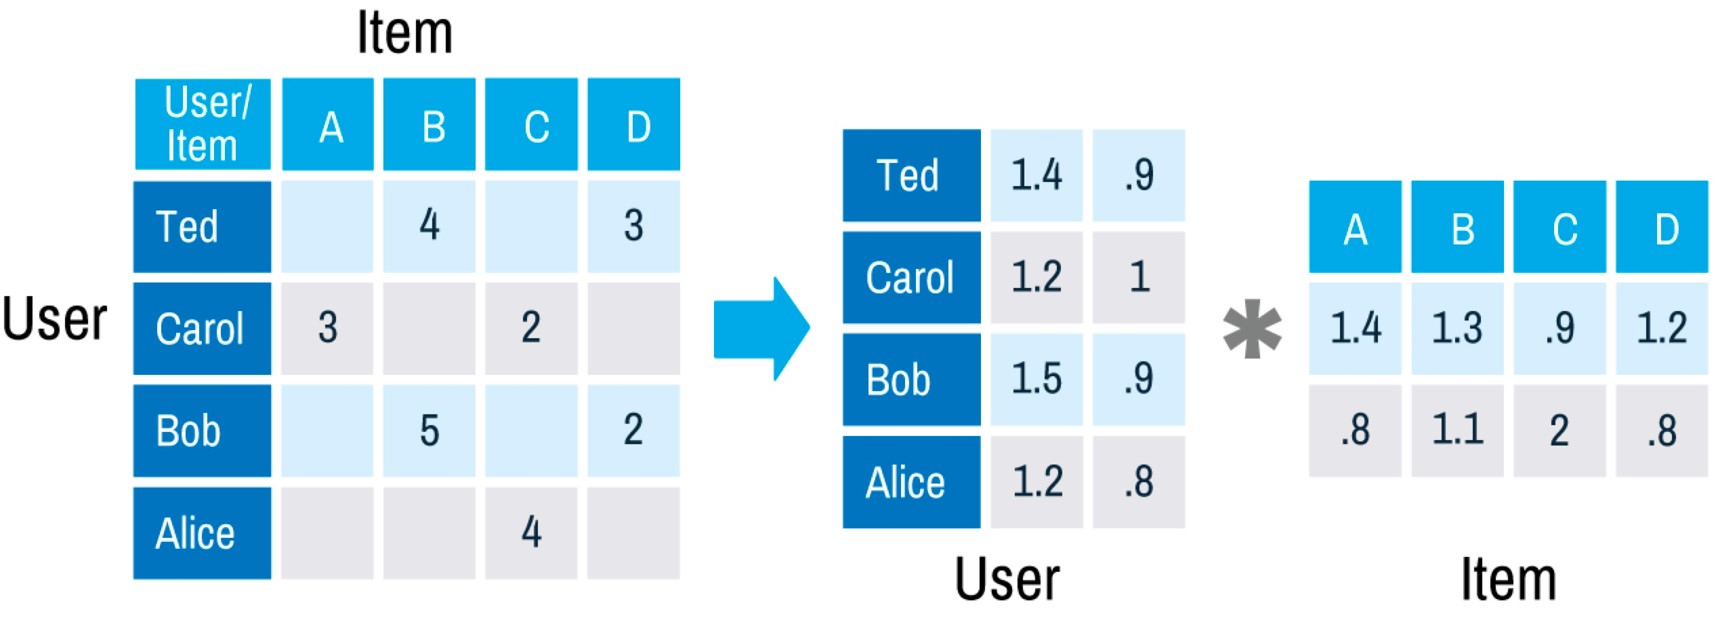 Item
User/
Item
A B C D
Ted 4 3
User
Carol 3 2
Bob 5 2
Alice 4
Ted 1.4 .9
Carol 1.2 1
Bob 1.5 .9
Alice 1.2 .8
User
*
A B C D
1.4 1.3 .9 1.2
.8 1.1 2 .8
Item